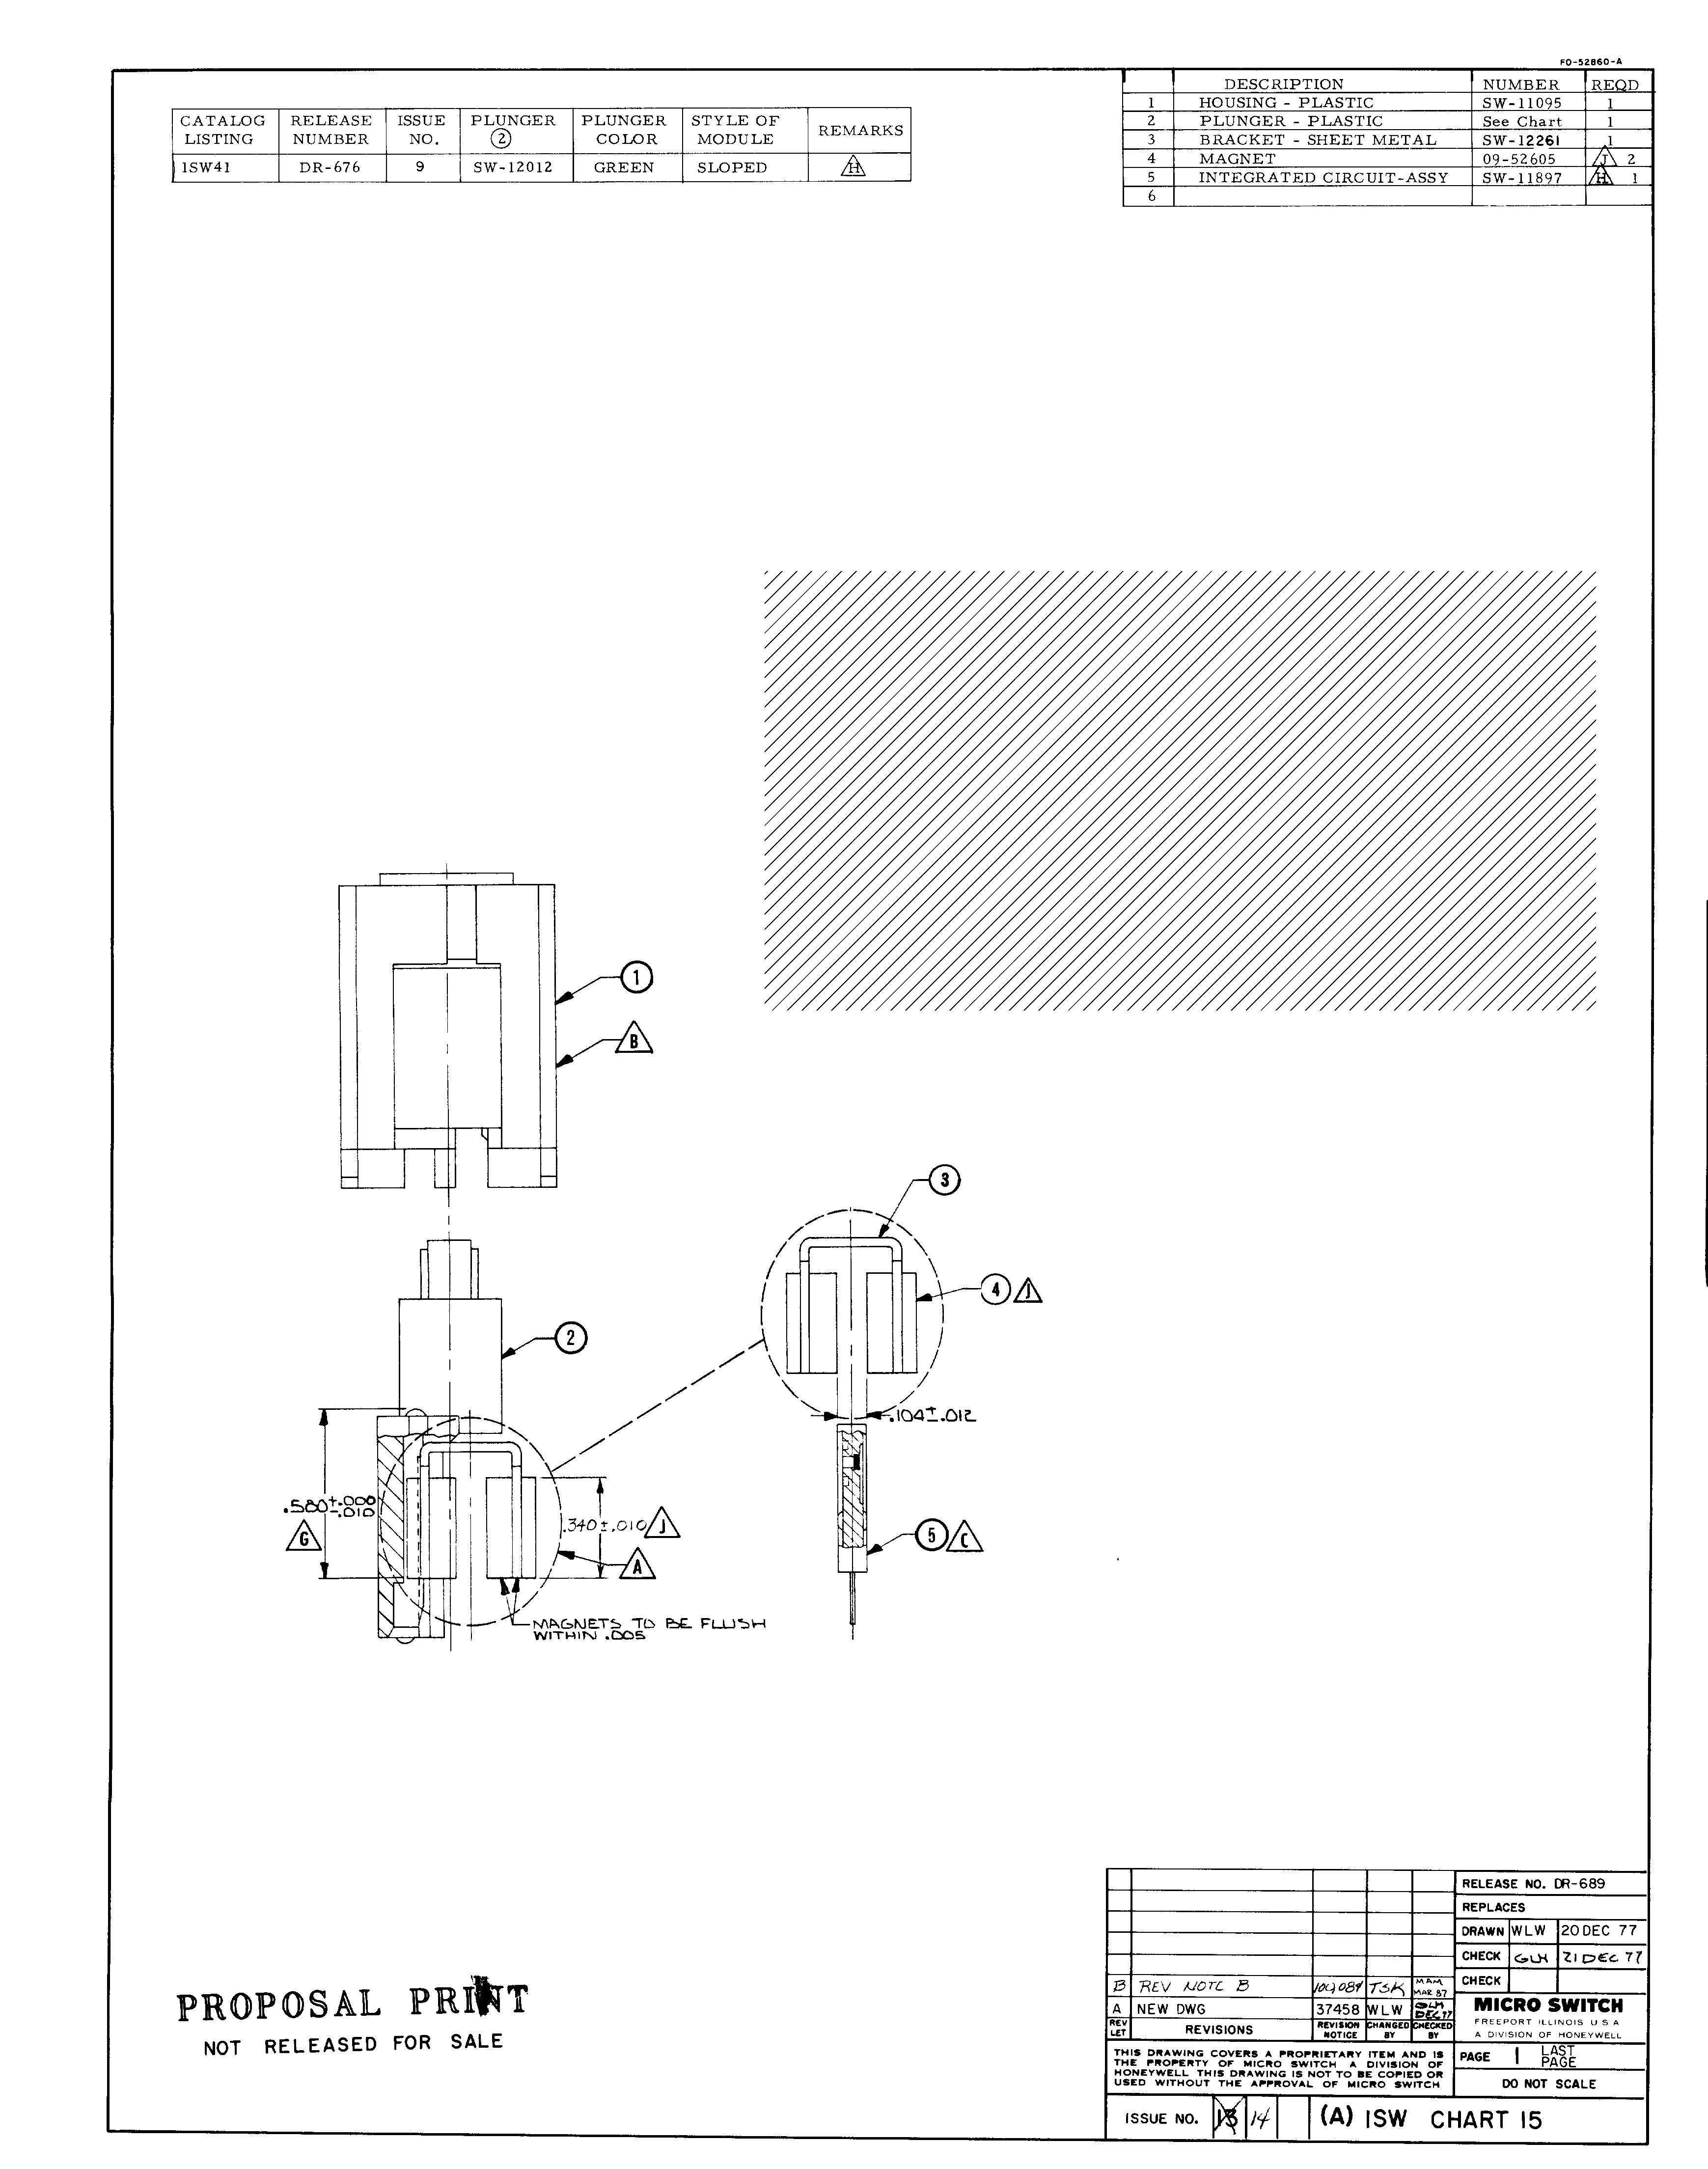 FO-52860-A
DESCRIPTION NUMBER REQD
1 HOUSING - PLASTIC SW-11095 1
2 PLUNGER - PLASTIC See Chart 1
3 BRACKET - SHEET METAL SW-12261 1
4 MAGNET 09-52605 J 2
5 INTEGRATED CIRCUIT-ASSY SW-11897 H 1
6
CATALOG LISTING RELEASE NUMBER ISSUE NO. PLUNGER 2 PLUNGER COLOR STYLE OF MODULE REMARKS
1SW41 DR-676 9 SW-12012 GREEN SLOPED H
1
B
3
4 J
2
.104±.012
.580+.000
-.010
G
.340±.010 J
A
5 C
MAGNETS TO BE FLUSH
WITHIN .005
PROPOSAL PRINT
NOT RELEASED FOR SALE
B REV NOTE B TSK MAM MAR 87
A NEW DWG 37458 WLW GLH DEC 77
REV LET REVISIONS REVISION NOTICE CHANGED BY CHECKED BY
THIS DRAWING COVERS A PROPRIETARY ITEM AND IS
THE PROPERTY OF MICRO SWITCH A DIVISION OF
HONEYWELL THIS DRAWING IS NOT TO BE COPIED OR
USED WITHOUT THE APPROVAL OF MICRO SWITCH
RELEASE NO. DR-689
REPLACES
DRAWN WLW 20 DEC 77
CHECK GLH 21 DEC 77
CHECK
MICRO SWITCH
FREEPORT ILLINOIS U S A
A DIVISION OF HONEYWELL
PAGE 1 LAST PAGE
DO NOT SCALE
ISSUE NO. 13 14 (A) ISW CHART 15